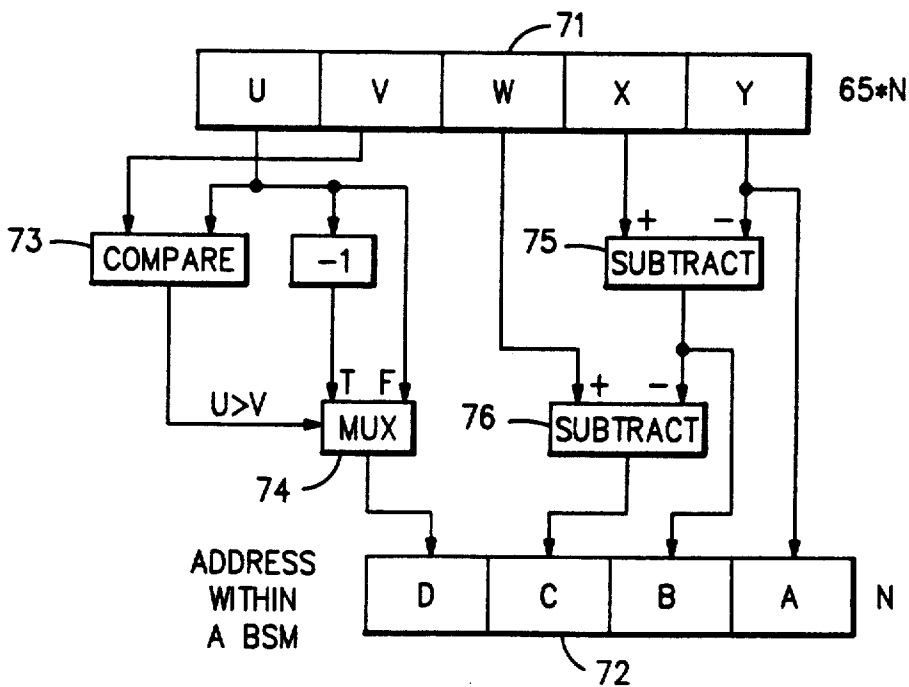 71
U V W X Y 65*N
73
COMPARE
-1
+ -
75
SUBTRACT
T F
U>V
MUX
74
+ -
76
SUBTRACT
ADDRESS
WITHIN
A BSM
D C B A N
72